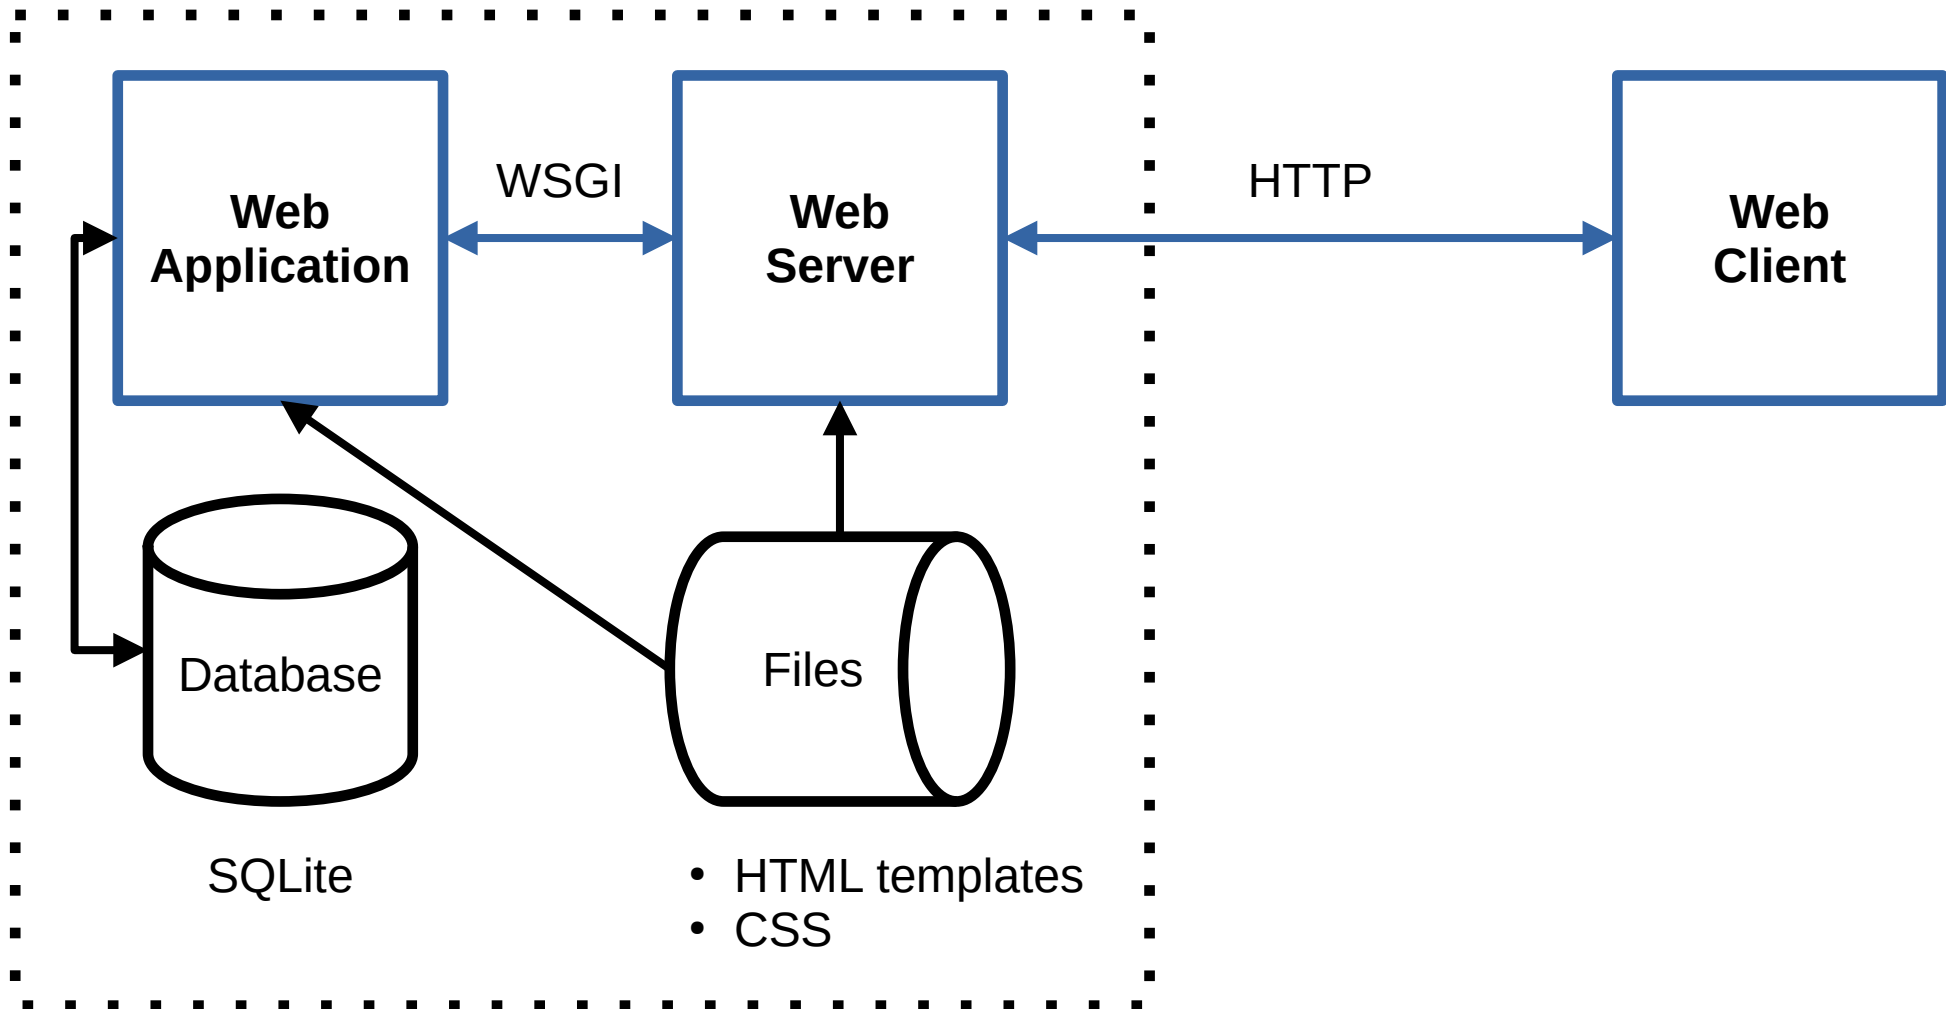 WSGI
HTTP
Web
Application
Web
Server
Web
Client
Database
Files
SQLite
• HTML templates
• CSS